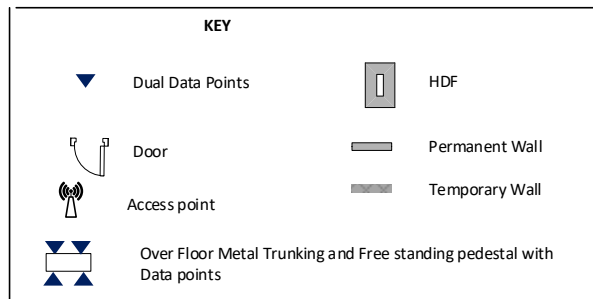 KEY
Dual Data Points
HDF
Door
Permanent Wall
Access point
Temporary Wall
Over Floor Metal Trunking and Free standing pedestal with
Data points